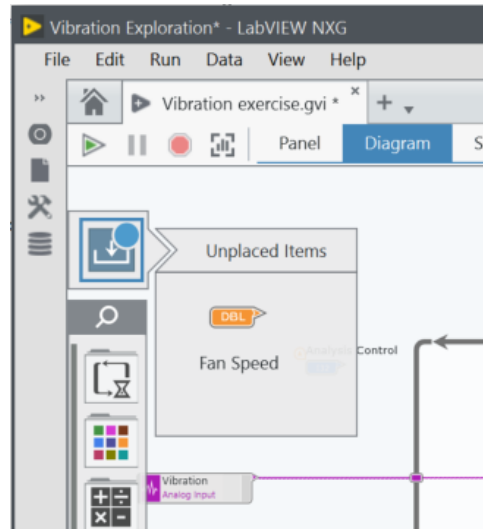 Vibration Exploration* - LabVIEW NXG
File Edit Run Data View Help
Vibration exercise.gvi *
Panel Diagram S
Unplaced Items
DBL
Fan Speed
Analysis Control
Vibration
Analog Input